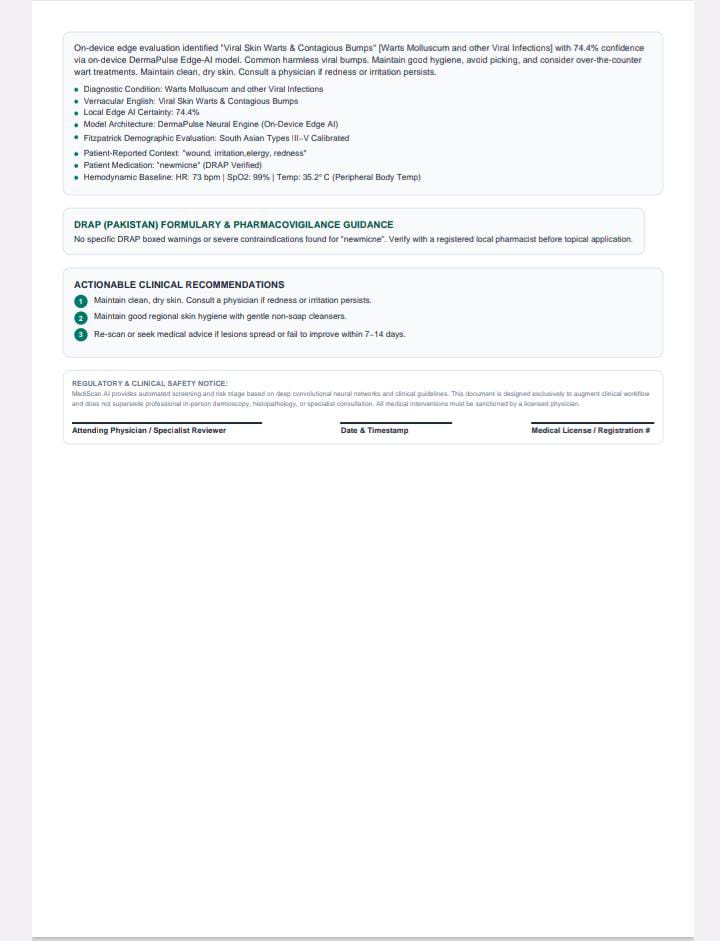 On-device edge evaluation identified "Viral Skin Warts & Contagious Bumps" [Warts Molluscum and other Viral Infections] with 74.4% confidence
via on-device DermaPulse Edge-AI model. Common harmless viral bumps. Maintain good hygiene, avoid picking, and consider over-the-counter
wart treatments. Maintain clean, dry skin. Consult a physician if redness or irritation persists.
Diagnostic Condition: Warts Molluscum and other Viral Infections
Vernacular English: Viral Skin Warts & Contagious Bumps
Local Edge AI Certainty: 74.4%
Model Architecture: DermaPulse Neural Engine (On-Device Edge AI)
Fitzpatrick Demographic Evaluation: South Asian Types III–V Calibrated
Patient-Reported Context: "wound, irritation,elergy, redness"
Patient Medication: "newmicne" (DRAP Verified)
Hemodynamic Baseline: HR: 73 bpm | SpO2: 99% | Temp: 35.2° C (Peripheral Body Temp)
DRAP (PAKISTAN) FORMULARY & PHARMACOVIGILANCE GUIDANCE
No specific DRAP boxed warnings or severe contraindications found for "newmicne". Verify with a registered local pharmacist before topical application.
ACTIONABLE CLINICAL RECOMMENDATIONS
1 Maintain clean, dry skin. Consult a physician if redness or irritation persists.
2 Maintain good regional skin hygiene with gentle non-soap cleansers.
3 Re-scan or seek medical advice if lesions spread or fail to improve within 7–14 days.
REGULATORY & CLINICAL SAFETY NOTICE:
MediScan AI provides automated screening and risk triage based on deep convolutional neural networks and clinical guidelines. This document is designed exclusively to augment clinical workflow
and does not supersede professional in-person dermoscopy, histopathology, or specialist consultation. All medical interventions must be sanctioned by a licensed physician.
Attending Physician / Specialist Reviewer
Date & Timestamp
Medical License / Registration #